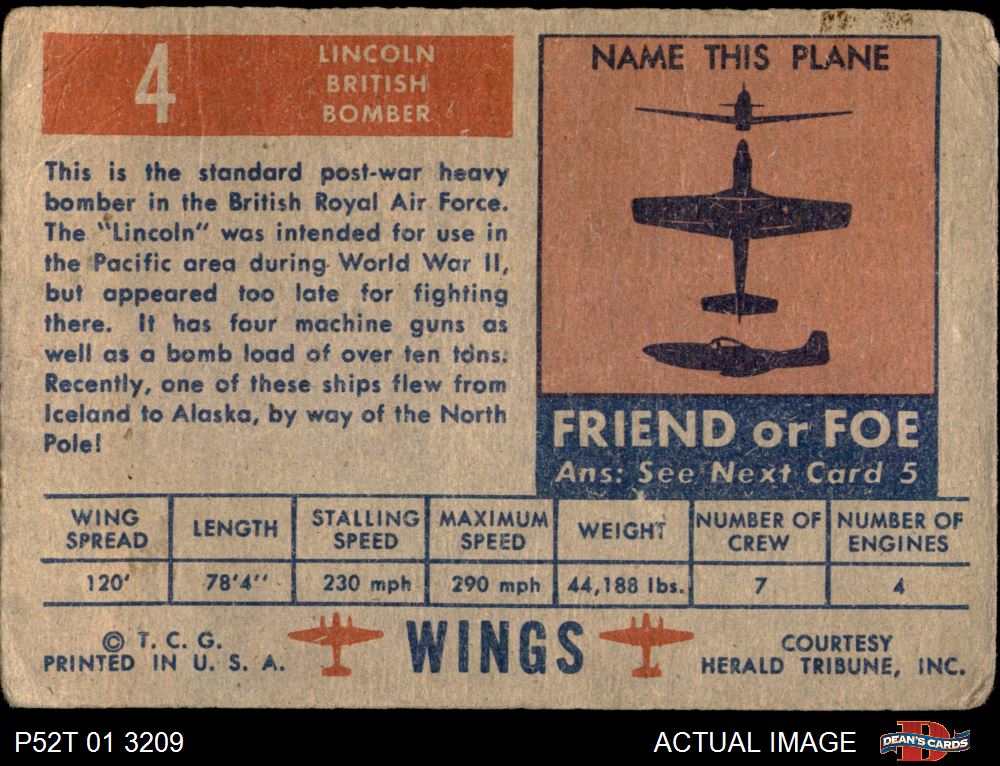 4
LINCOLN
BRITISH
BOMBER
This is the standard post-war heavy
bomber in the British Royal Air Force.
The "Lincoln" was intended for use in
the Pacific area during World War II,
but appeared too late for fighting
there. It has four machine guns as
well as a bomb load of over ten tons.
Recently, one of these ships flew from
Iceland to Alaska, by way of the North
Pole!
NAME THIS PLANE
FRIEND or FOE
Ans: See Next Card 5
WING SPREAD LENGTH STALLING SPEED MAXIMUM SPEED WEIGHT NUMBER OF CREW NUMBER OF ENGINES
120' 78'4'' 230 mph 290 mph 44,188 lbs. 7 4
© T. C. G.
PRINTED IN U. S. A.
WINGS
COURTESY
HERALD TRIBUNE, INC.
P52T 01 3209
ACTUAL IMAGE
D
DEAN'S CARDS